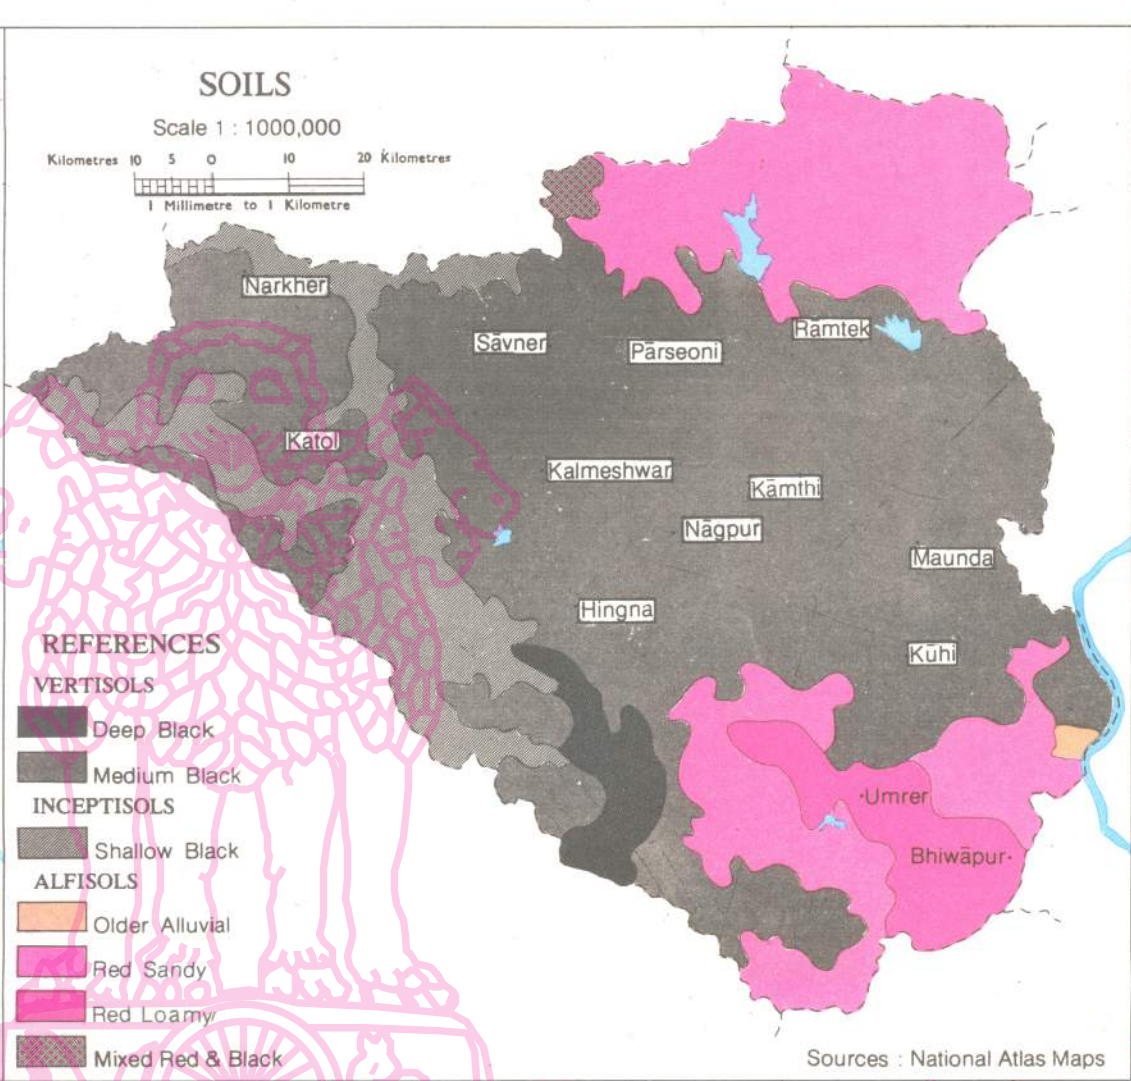 SOILS
Scale 1 : 1000,000
Kilometres 10 5 0 10 20 Kilometres
1 Millimetre to 1 Kilometre
Narkher
Sāvner
Pārseoni
Rāmtek
Katol
Kalmeshwar
Kāmthi
Nāgpur
Maunda
Hingna
Kūhi
Umrer
Bhiwāpur
REFERENCES
VERTISOLS
Deep Black
Medium Black
INCEPTISOLS
Shallow Black
ALFISOLS
Older Alluvial
Red Sandy
Red Loamy
Mixed Red & Black
Sources : National Atlas Maps